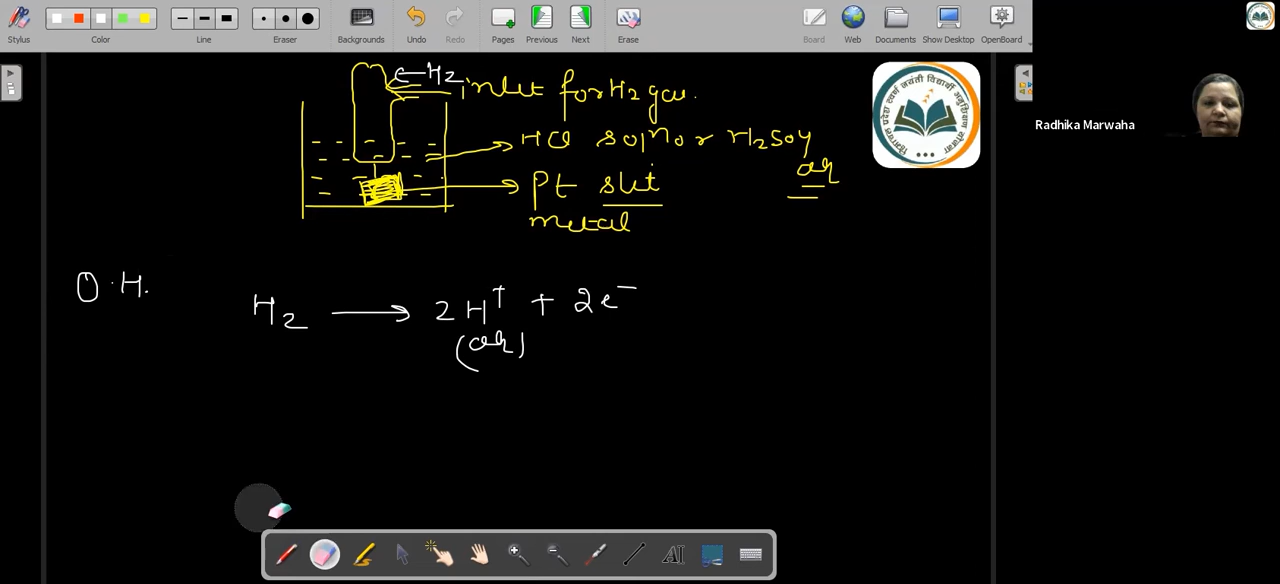 Stylus Color Line Eraser Backgrounds Undo Redo Pages Previous Next Erase Board Web Documents Show Desktop OpenBoard
←H2
inlet for H2 gas.
HCl soln or H2SO4
aq
Pt slit
metal
Radhika Marwaha
O.H.
H2 → 2H+ + 2e-
(aq)
AI